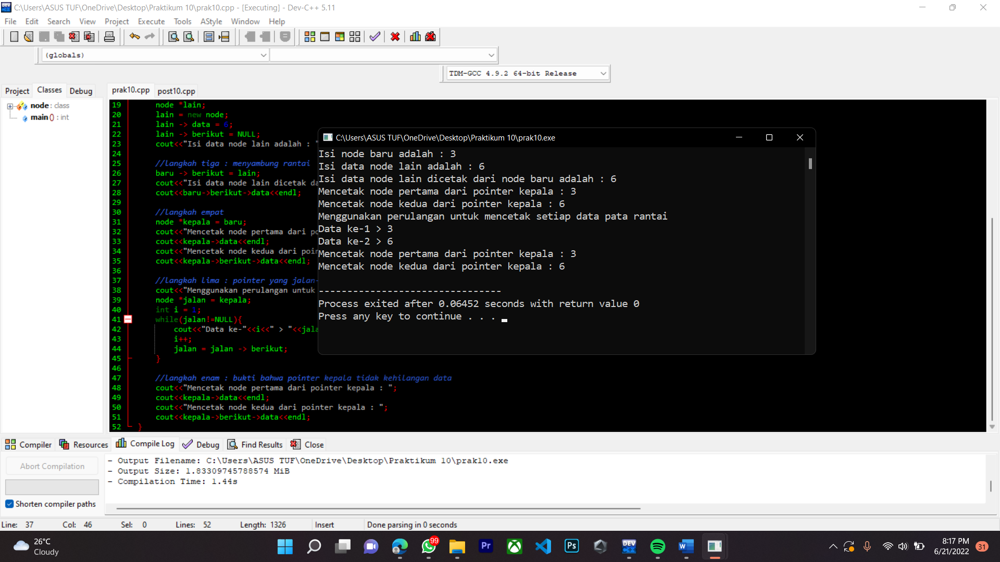 C:\Users\ASUS TUF\OneDrive\Desktop\Praktikum 10\prak10.cpp - [Executing] - Dev-C++ 5.11
File Edit Search View Project Execute Tools AStyle Window Help
(globals)
TDM-GCC 4.9.2 64-bit Release
Project Classes Debug
prak10.cpp post10.cpp
node : class
main () : int
19 node *lain;
20 lain = new node;
21 lain -> data = 6;
22 lain -> berikut = NULL;
23 cout<<"Isi data node lain adalah : "
24
25 //langkah tiga : menyambung rantai
26 baru -> berikut = lain;
27 cout<<"Isi data node lain dicetak da
28 cout<<baru->berikut->data<<endl;
29
30 //langkah empat
31 node *kepala = baru;
32 cout<<"Mencetak node pertama dari po
33 cout<<kepala->data<<endl;
34 cout<<"Mencetak node kedua dari poin
35 cout<<kepala->berikut->data<<endl;
36
37 //langkah lima : pointer yang jalan-
38 cout<<"Menggunakan perulangan untuk
39 node *jalan = kepala;
40 int i = 1;
41 while(jalan!=NULL){
42 cout<<"Data ke-"<<i<<" > "<<jala
43 i++;
44 jalan = jalan -> berikut;
45 }
46
47 //langkah enam : bukti bahwa pointer kepala tidak kehilangan data
48 cout<<"Mencetak node pertama dari pointer kepala : ";
49 cout<<kepala->data<<endl;
50 cout<<"Mencetak node kedua dari pointer kepala : ";
51 cout<<kepala->berikut->data<<endl;
52 }
C:\Users\ASUS TUF\OneDrive\Desktop\Praktikum 10\prak10.exe
Isi node baru adalah : 3
Isi data node lain adalah : 6
Isi data node lain dicetak dari node baru adalah : 6
Mencetak node pertama dari pointer kepala : 3
Mencetak node kedua dari pointer kepala : 6
Menggunakan perulangan untuk mencetak setiap data pata rantai
Data ke-1 > 3
Data ke-2 > 6
Mencetak node pertama dari pointer kepala : 3
Mencetak node kedua dari pointer kepala : 6
--------------------------------
Process exited after 0.06452 seconds with return value 0
Press any key to continue . . .
Compiler Resources Compile Log Debug Find Results Close
Abort Compilation
Shorten compiler paths
- Output Filename: C:\Users\ASUS TUF\OneDrive\Desktop\Praktikum 10\prak10.exe
- Output Size: 1.83309745788574 MiB
- Compilation Time: 1.44s
Line: 37 Col: 46 Sel: 0 Lines: 52 Length: 1326 Insert Done parsing in 0 seconds
26°C
Cloudy
99
Pr
Ps
DEV
C++
W
8:17 PM
6/21/2022
31